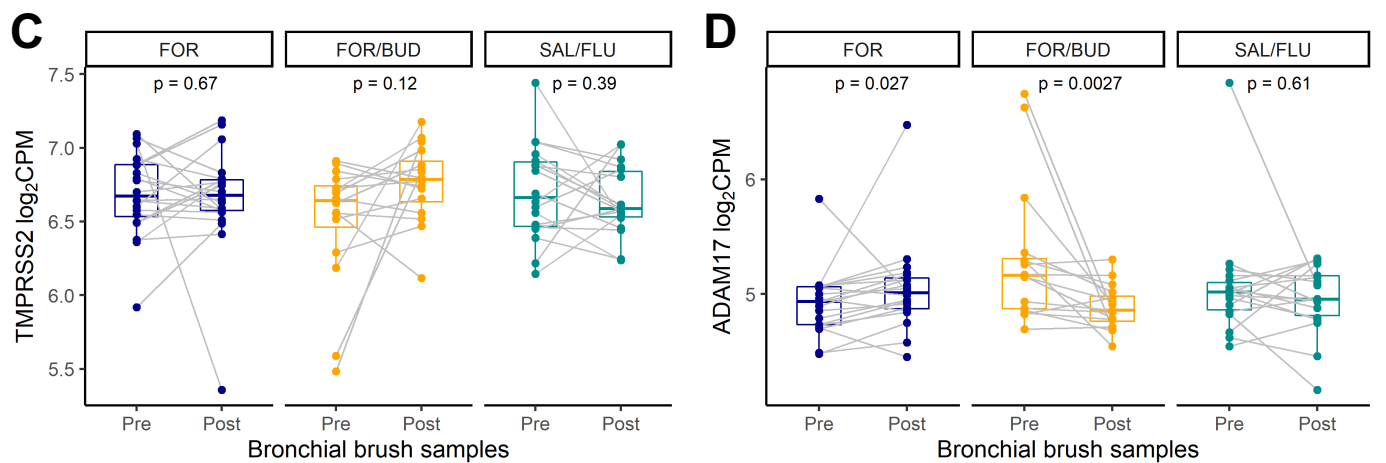 C
FOR FOR/BUD SAL/FLU
p = 0.67 p = 0.12 p = 0.39
TMPRSS2 log₂CPM
7.5
7.0
6.5
6.0
5.5
Pre Post Pre Post Pre Post
Bronchial brush samples
D
FOR FOR/BUD SAL/FLU
p = 0.027 p = 0.0027 p = 0.61
ADAM17 log₂CPM
6
5
Pre Post Pre Post Pre Post
Bronchial brush samples